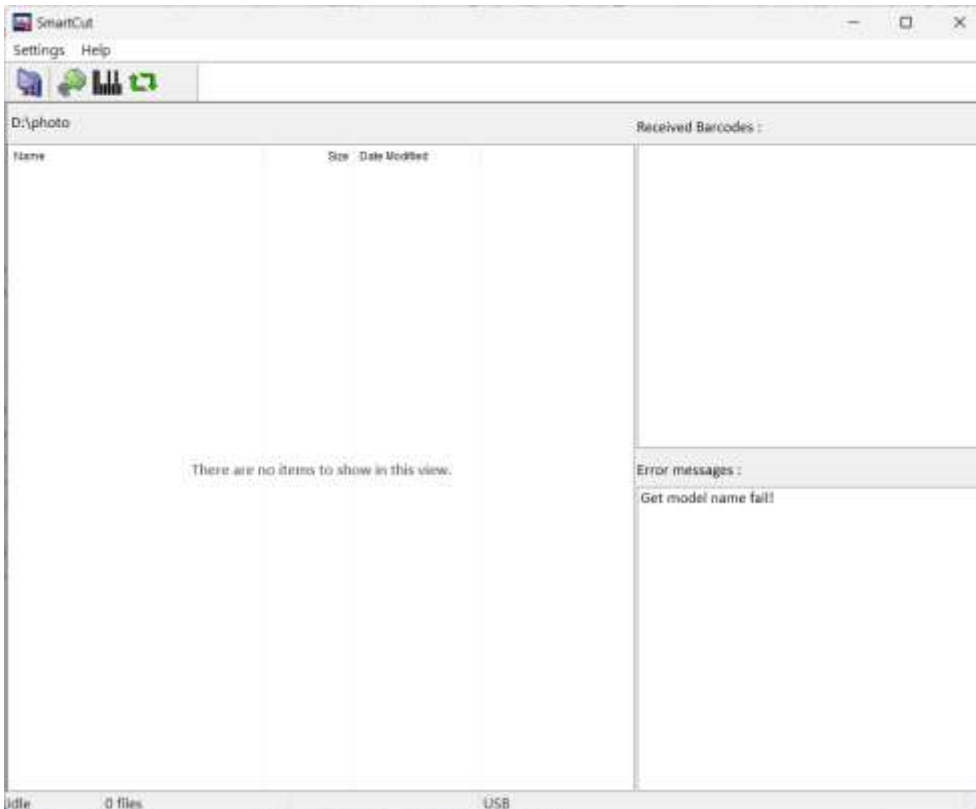 SmartCut
Settings Help
D:\photo
Received Barcodes :
Name Size Date Modified
There are no items to show in this view.
Error messages :
Get model name fail!
Idle 0 files USB